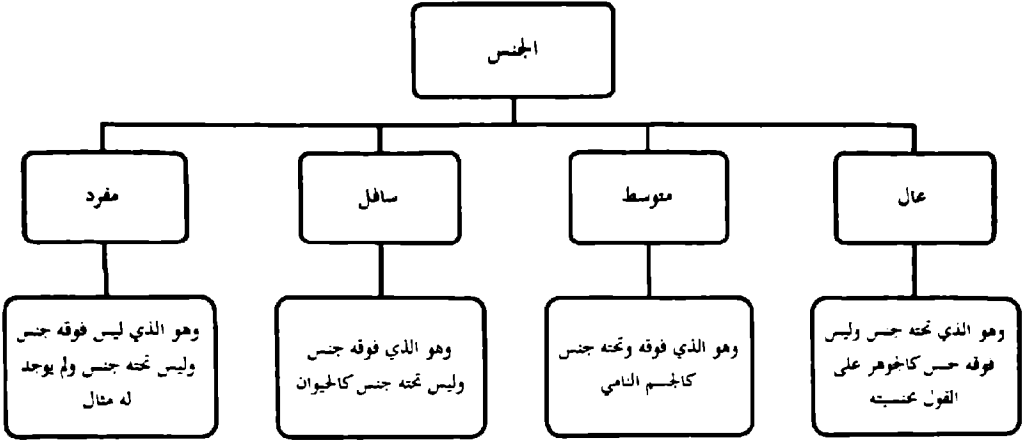 الجنس
عال
متوسط
سافل
مفرد
وهو الذي تحته جنس وليس
فوقه جنس كالجوهر على
القول بجنسيته
وهو الذي فوقه وتحته جنس
كالجسم النامي
وهو الذي فوقه جنس
وليس تحته جنس كالحيوان
وهو الذي ليس فوقه جنس
وليس تحته جنس ولم يوجد
له مثال